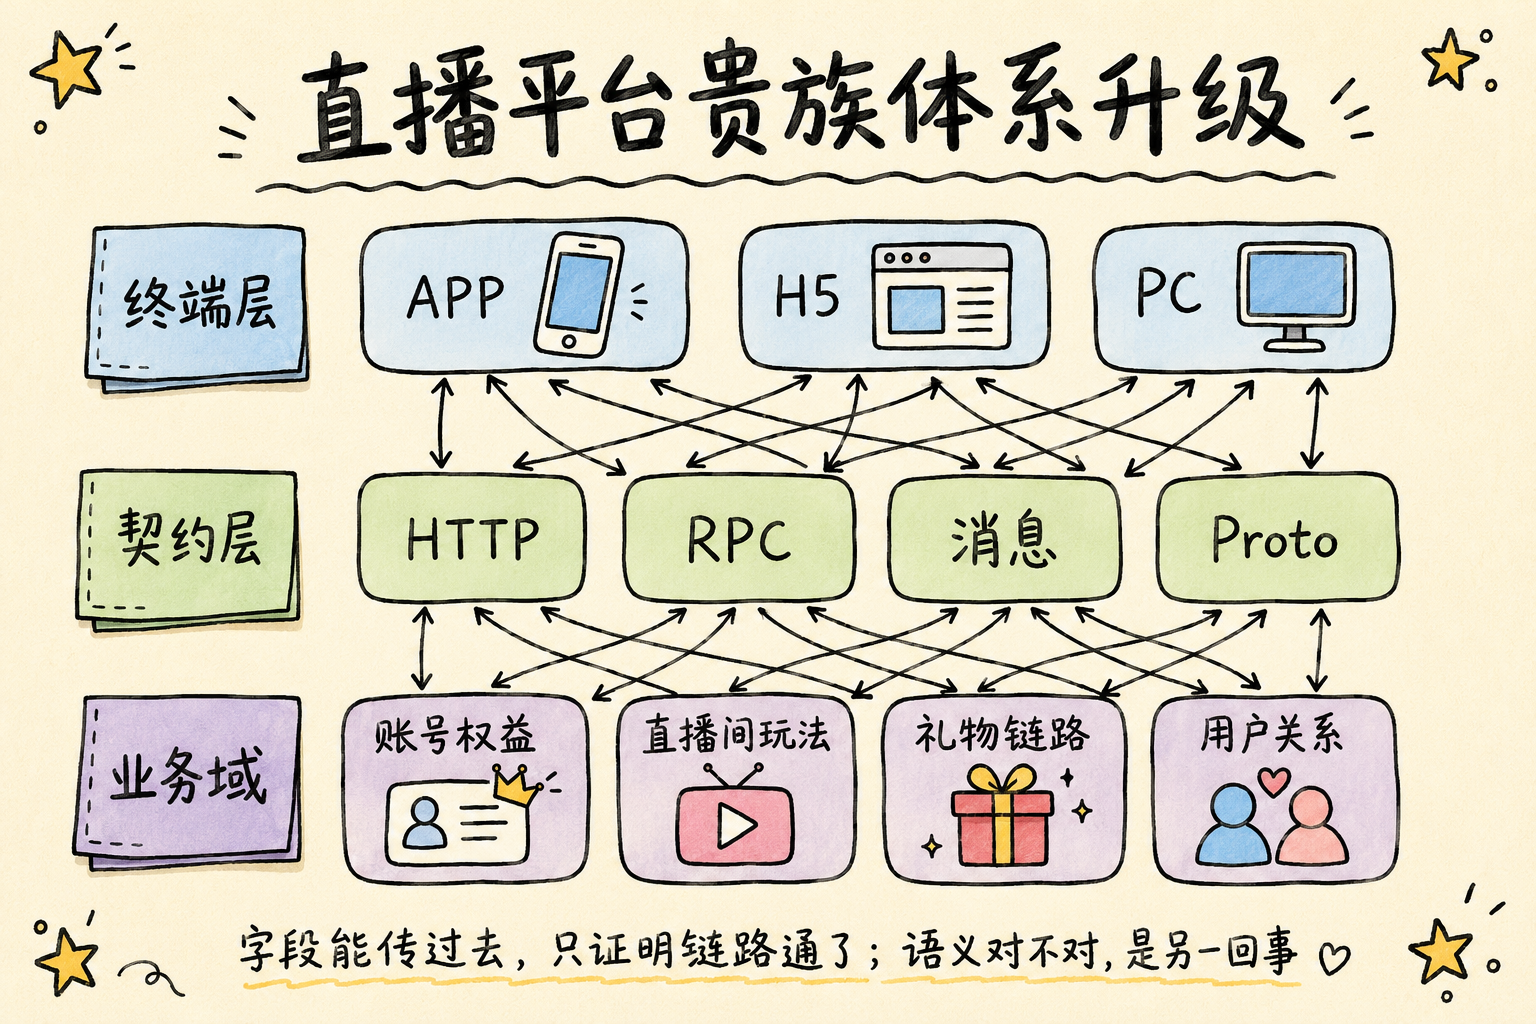 直播平台贵族体系升级
终端层
APP
H5
PC
契约层
HTTP
RPC
消息
Proto
业务域
账号权益
直播间玩法
礼物链路
用户关系
字段能传过去，只证明链路通了；语义对不对，是另一回事